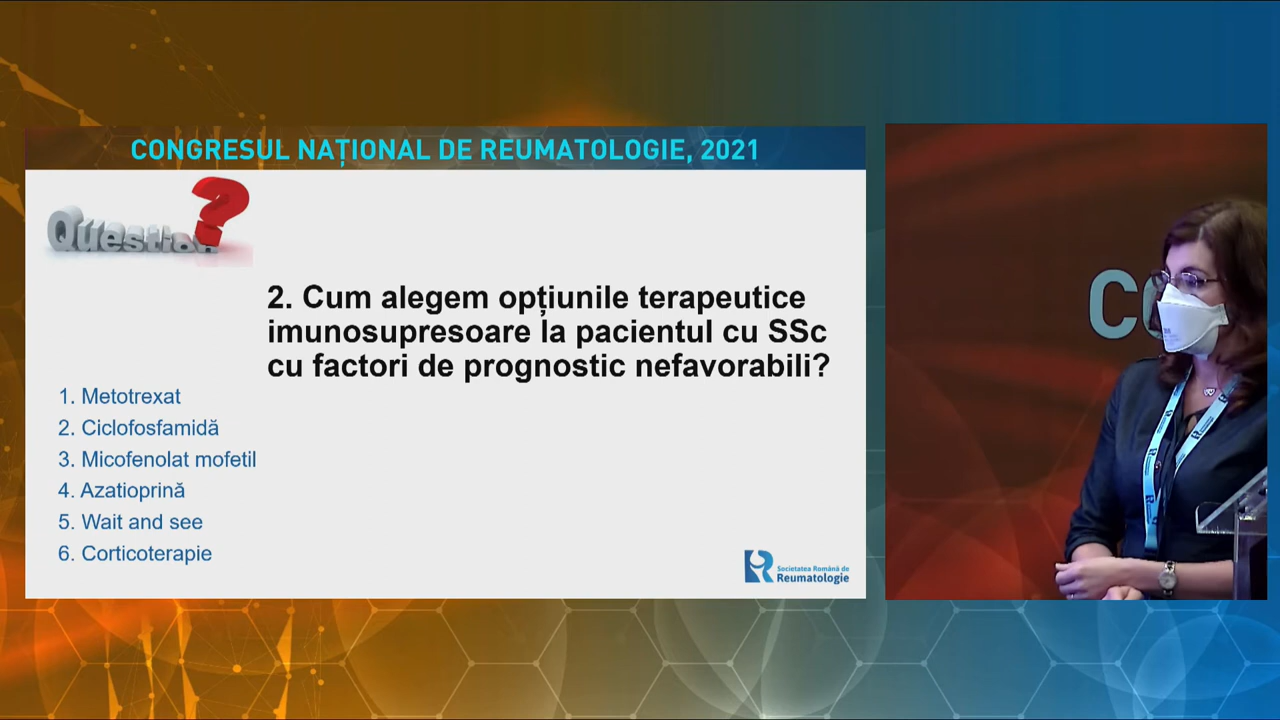 CONGRESUL NAȚIONAL DE REUMATOLOGIE, 2021
Question?
2. Cum alegem opțiunile terapeutice
imunosupresoare la pacientul cu SSc
cu factori de prognostic nefavorabili?
1. Metotrexat
2. Ciclofosfamidă
3. Micofenolat mofetil
4. Azatioprină
5. Wait and see
6. Corticoterapie
Societatea Română de
Reumatologie